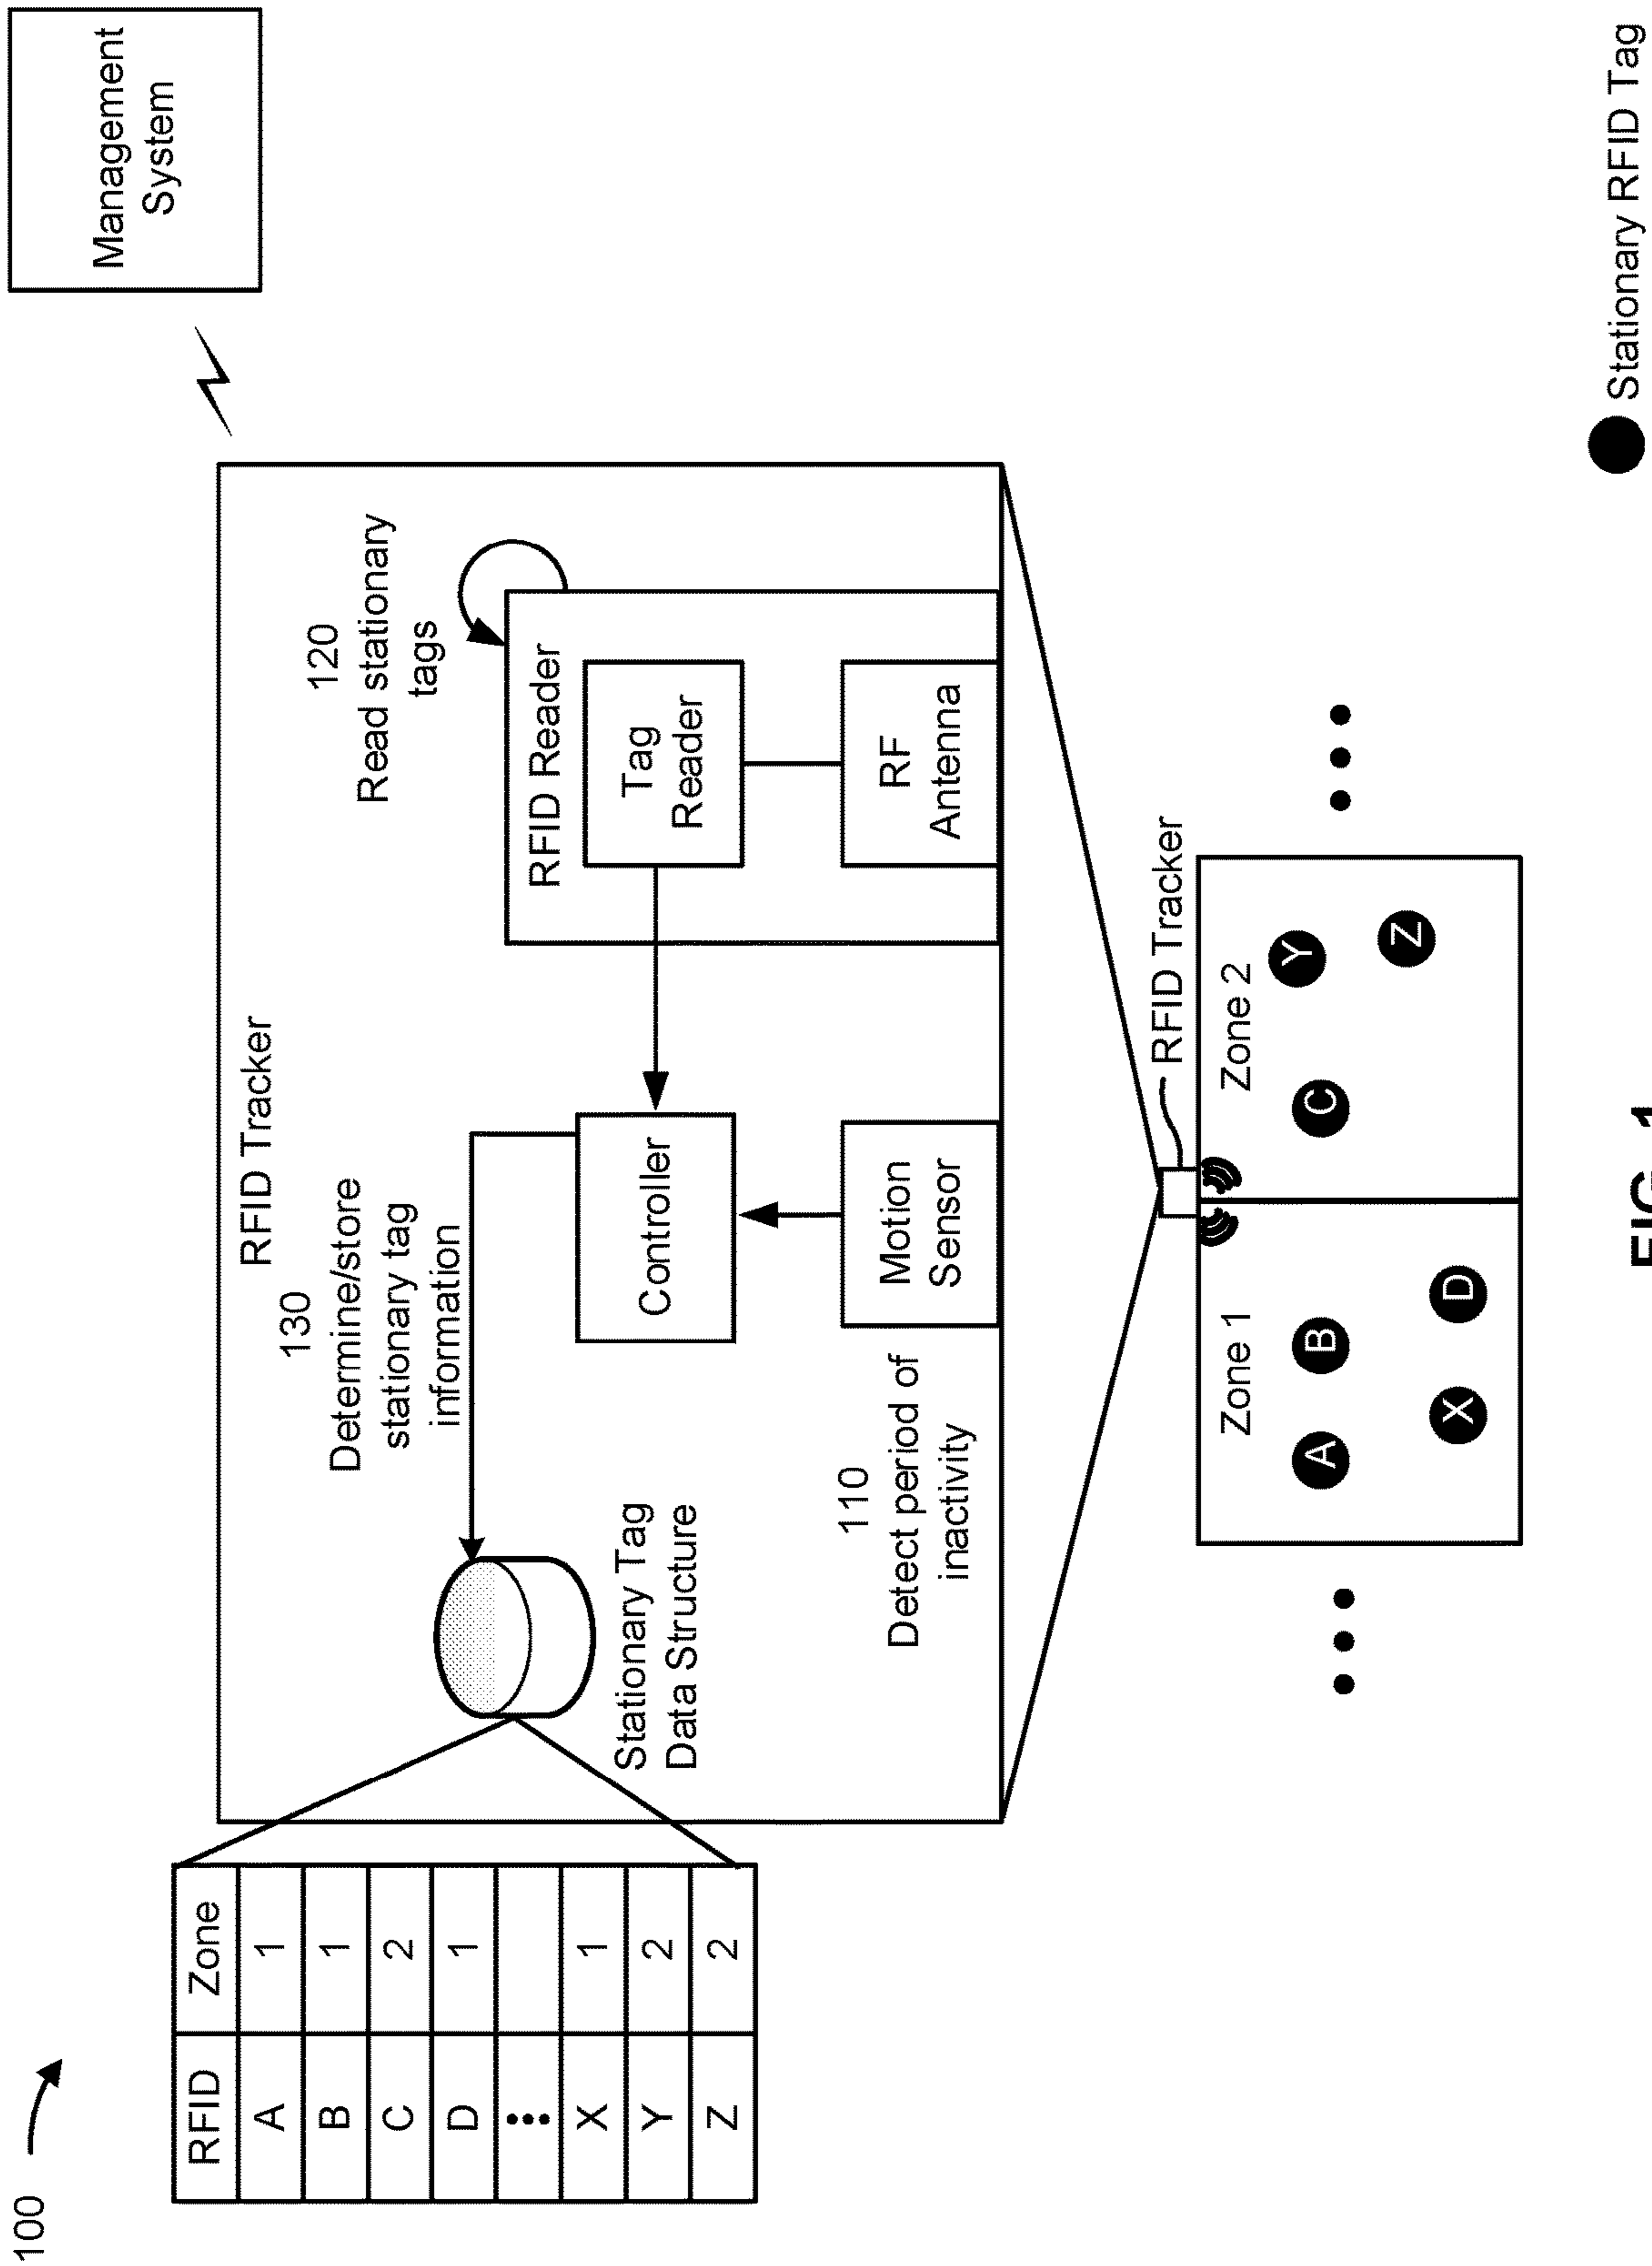 100
Management
System
RFID Zone
A 1
B 1
C 2
D 1
X 1
Y 2
Z 2
RFID Tracker
130
Determine/store
stationary tag
information
120
Read stationary
tags
Stationary Tag
Data Structure
Controller
RFID Reader
Tag
Reader
110
Detect period of
inactivity
Motion
Sensor
RF
Antenna
RFID Tracker
Zone 1
A
B
X
D
Zone 2
C
Y
Z
Stationary RFID Tag
FIG. 1